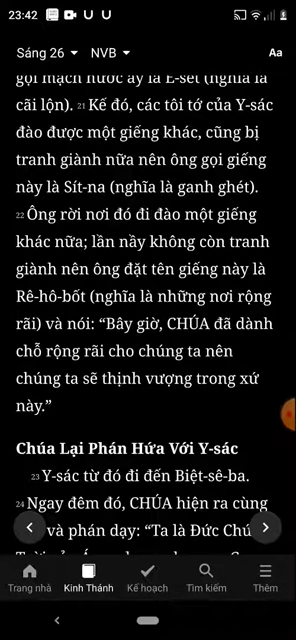 23:42
Sáng 26 NVB Aa
gọi mạch nước ấy là Ê-sết (nghĩa là
cãi lộn). 21 Kế đó, các tôi tớ của Y-sác
đào được một giếng khác, cũng bị
tranh giành nữa nên ông gọi giếng
này là Sít-na (nghĩa là ganh ghét).
22 Ông rời nơi đó đi đào một giếng
khác nữa; lần nầy không còn tranh
giành nên ông đặt tên giếng này là
Rê-hô-bốt (nghĩa là những nơi rộng
rãi) và nói: “Bây giờ, CHÚA đã dành
chỗ rộng rãi cho chúng ta nên
chúng ta sẽ thịnh vượng trong xứ
này.”
Chúa Lại Phán Hứa Với Y-sác
23 Y-sác từ đó đi đến Biệt-sê-ba.
24 Ngay đêm đó, CHÚA hiện ra cùng
và phán dạy: “Ta là Đức Chú
Trang nhà Kinh Thánh Kế hoạch Tìm kiếm Thêm